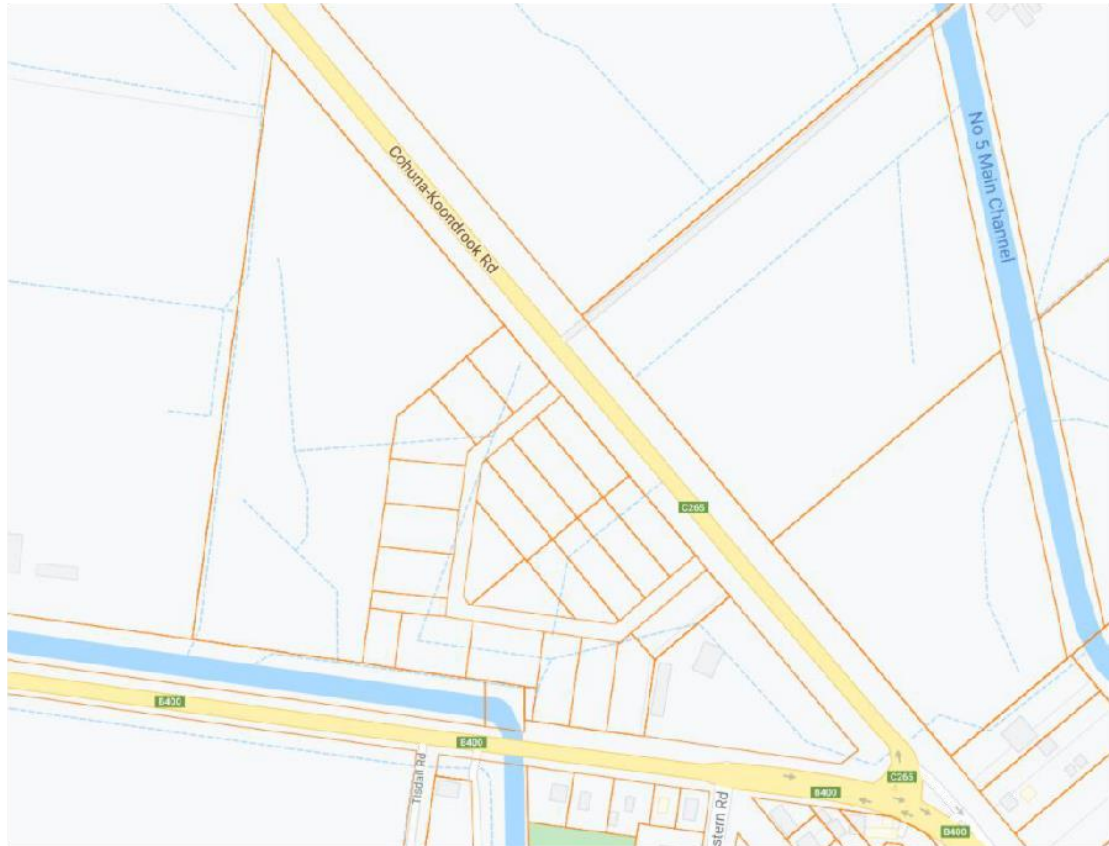 No 5 Main Channel
Cohuna-Koondrook Rd
C265
B400
B400
Tisdall Rd
stern Rd
C265
B400
B400